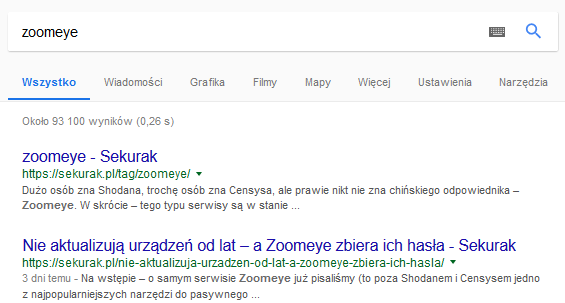 zoomeye
Wszystko Wiadomości Grafika Filmy Mapy Więcej Ustawienia Narzędzia
Około 93 100 wyników (0,26 s)
zoomeye - Sekurak
https://sekurak.pl/tag/zoomeye/
Dużo osób zna Shodana, trochę osób zna Censysa, ale prawie nikt nie zna chińskiego odpowiednika –
Zoomeye. W skrócie – tego typu serwisy są w stanie ...
Nie aktualizują urządzeń od lat – a Zoomeye zbiera ich hasła - Sekurak
https://sekurak.pl/nie-aktualizuja-urzadzen-od-lat-a-zoomeye-zbiera-ich-hasla/
3 dni temu - Na wstępie – o samym serwisie Zoomeye już pisaliśmy (to poza Shodanem i Censysem jedno
z najpopularniejszych narzędzi do pasywnego ...